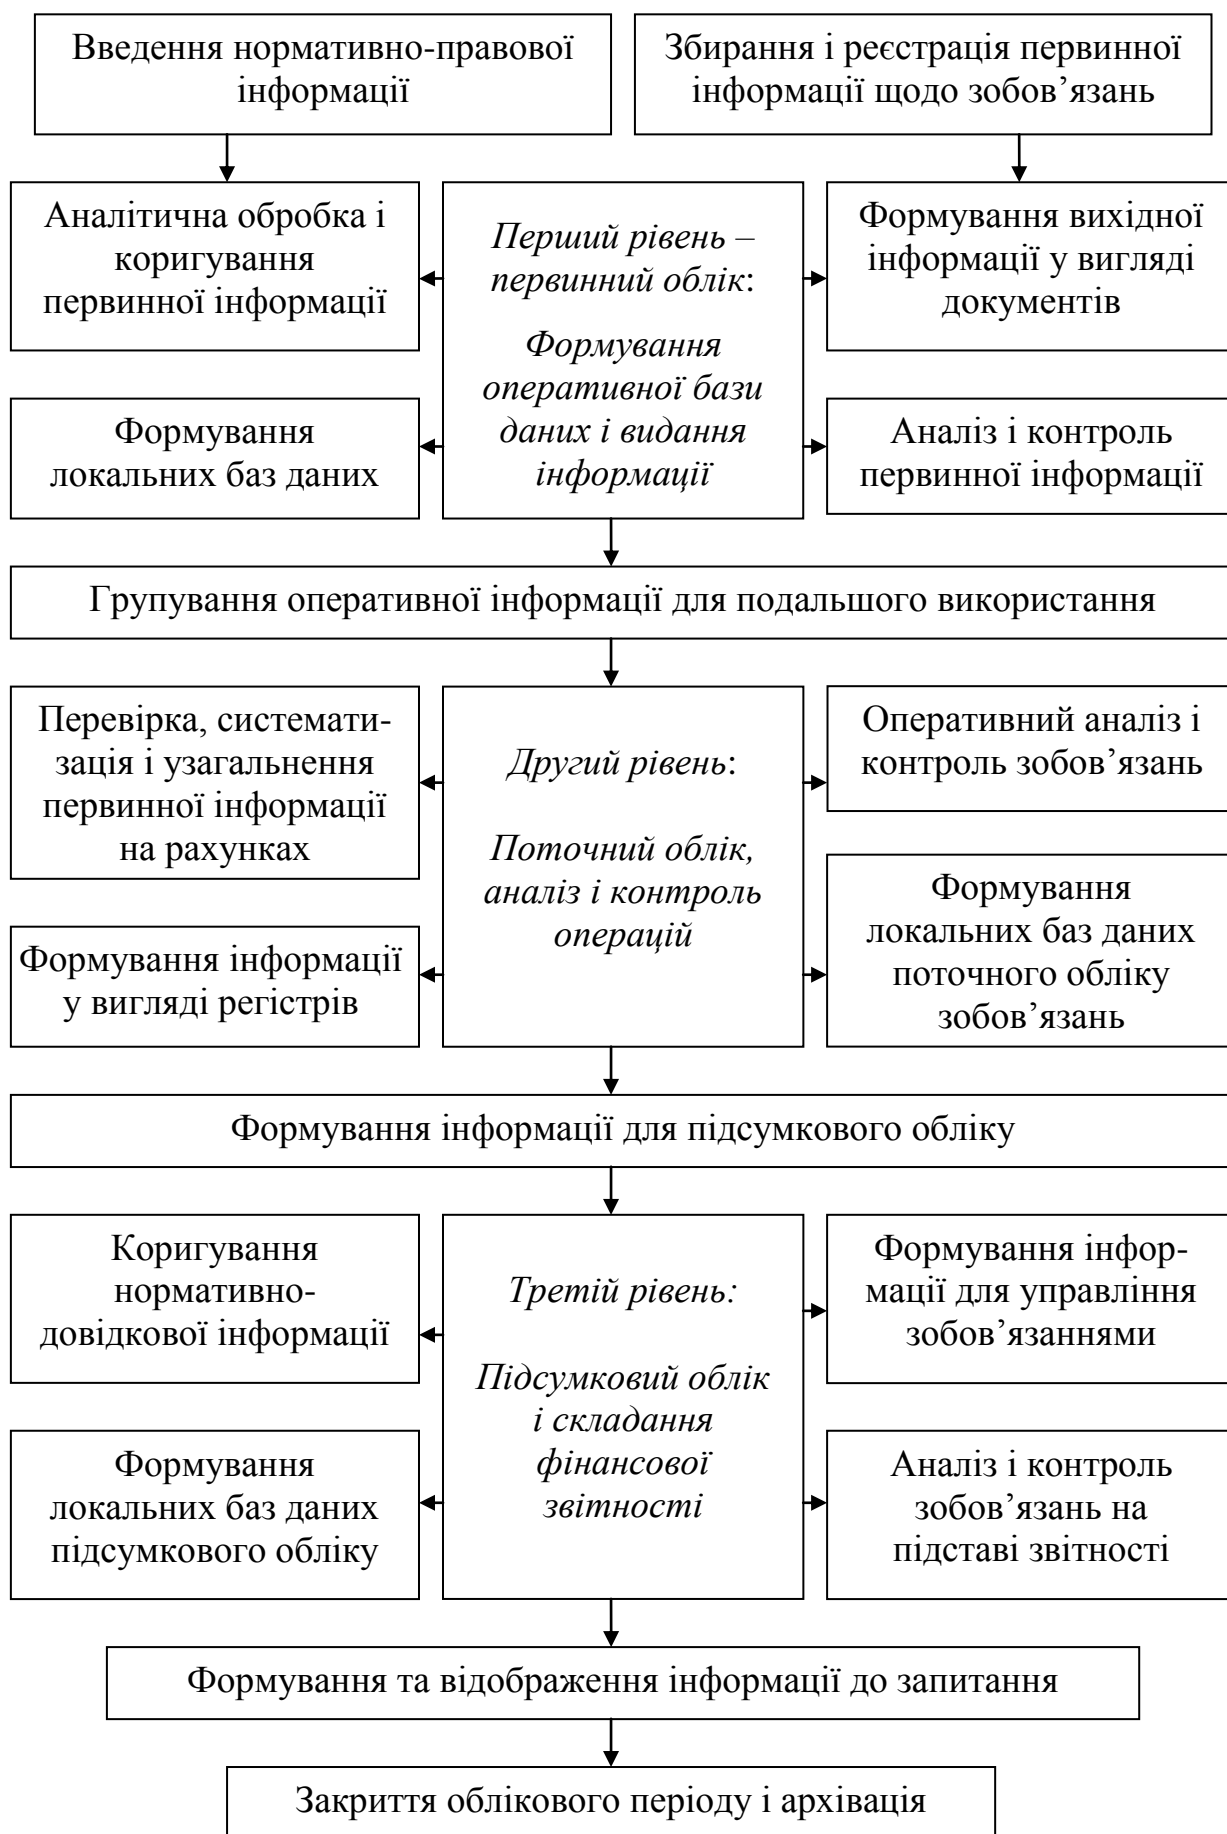 Введення нормативно-правової
інформації
Збирання і реєстрація первинної
інформації щодо зобов’язань
Аналітична обробка і
коригування
первинної інформації
Перший рівень –
первинний облік:
Формування
оперативної бази
даних і видання
інформації
Формування вихідної
інформації у вигляді
документів
Формування
локальних баз даних
Аналіз і контроль
первинної інформації
Групування оперативної інформації для подальшого використання
Перевірка, системати-
зація і узагальнення
первинної інформації
на рахунках
Другий рівень:
Поточний облік,
аналіз і контроль
операцій
Оперативний аналіз і
контроль зобов’язань
Формування інформації
у вигляді регістрів
Формування
локальних баз даних
поточного обліку
зобов’язань
Формування інформації для підсумкового обліку
Коригування
нормативно-
довідкової інформації
Третій рівень:
Підсумковий облік
і складання
фінансової
звітності
Формування інфор-
мації для управління
зобов’язаннями
Формування
локальних баз даних
підсумкового обліку
Аналіз і контроль
зобов’язань на
підставі звітності
Формування та відображення інформації до запитання
Закриття облікового періоду і архівація